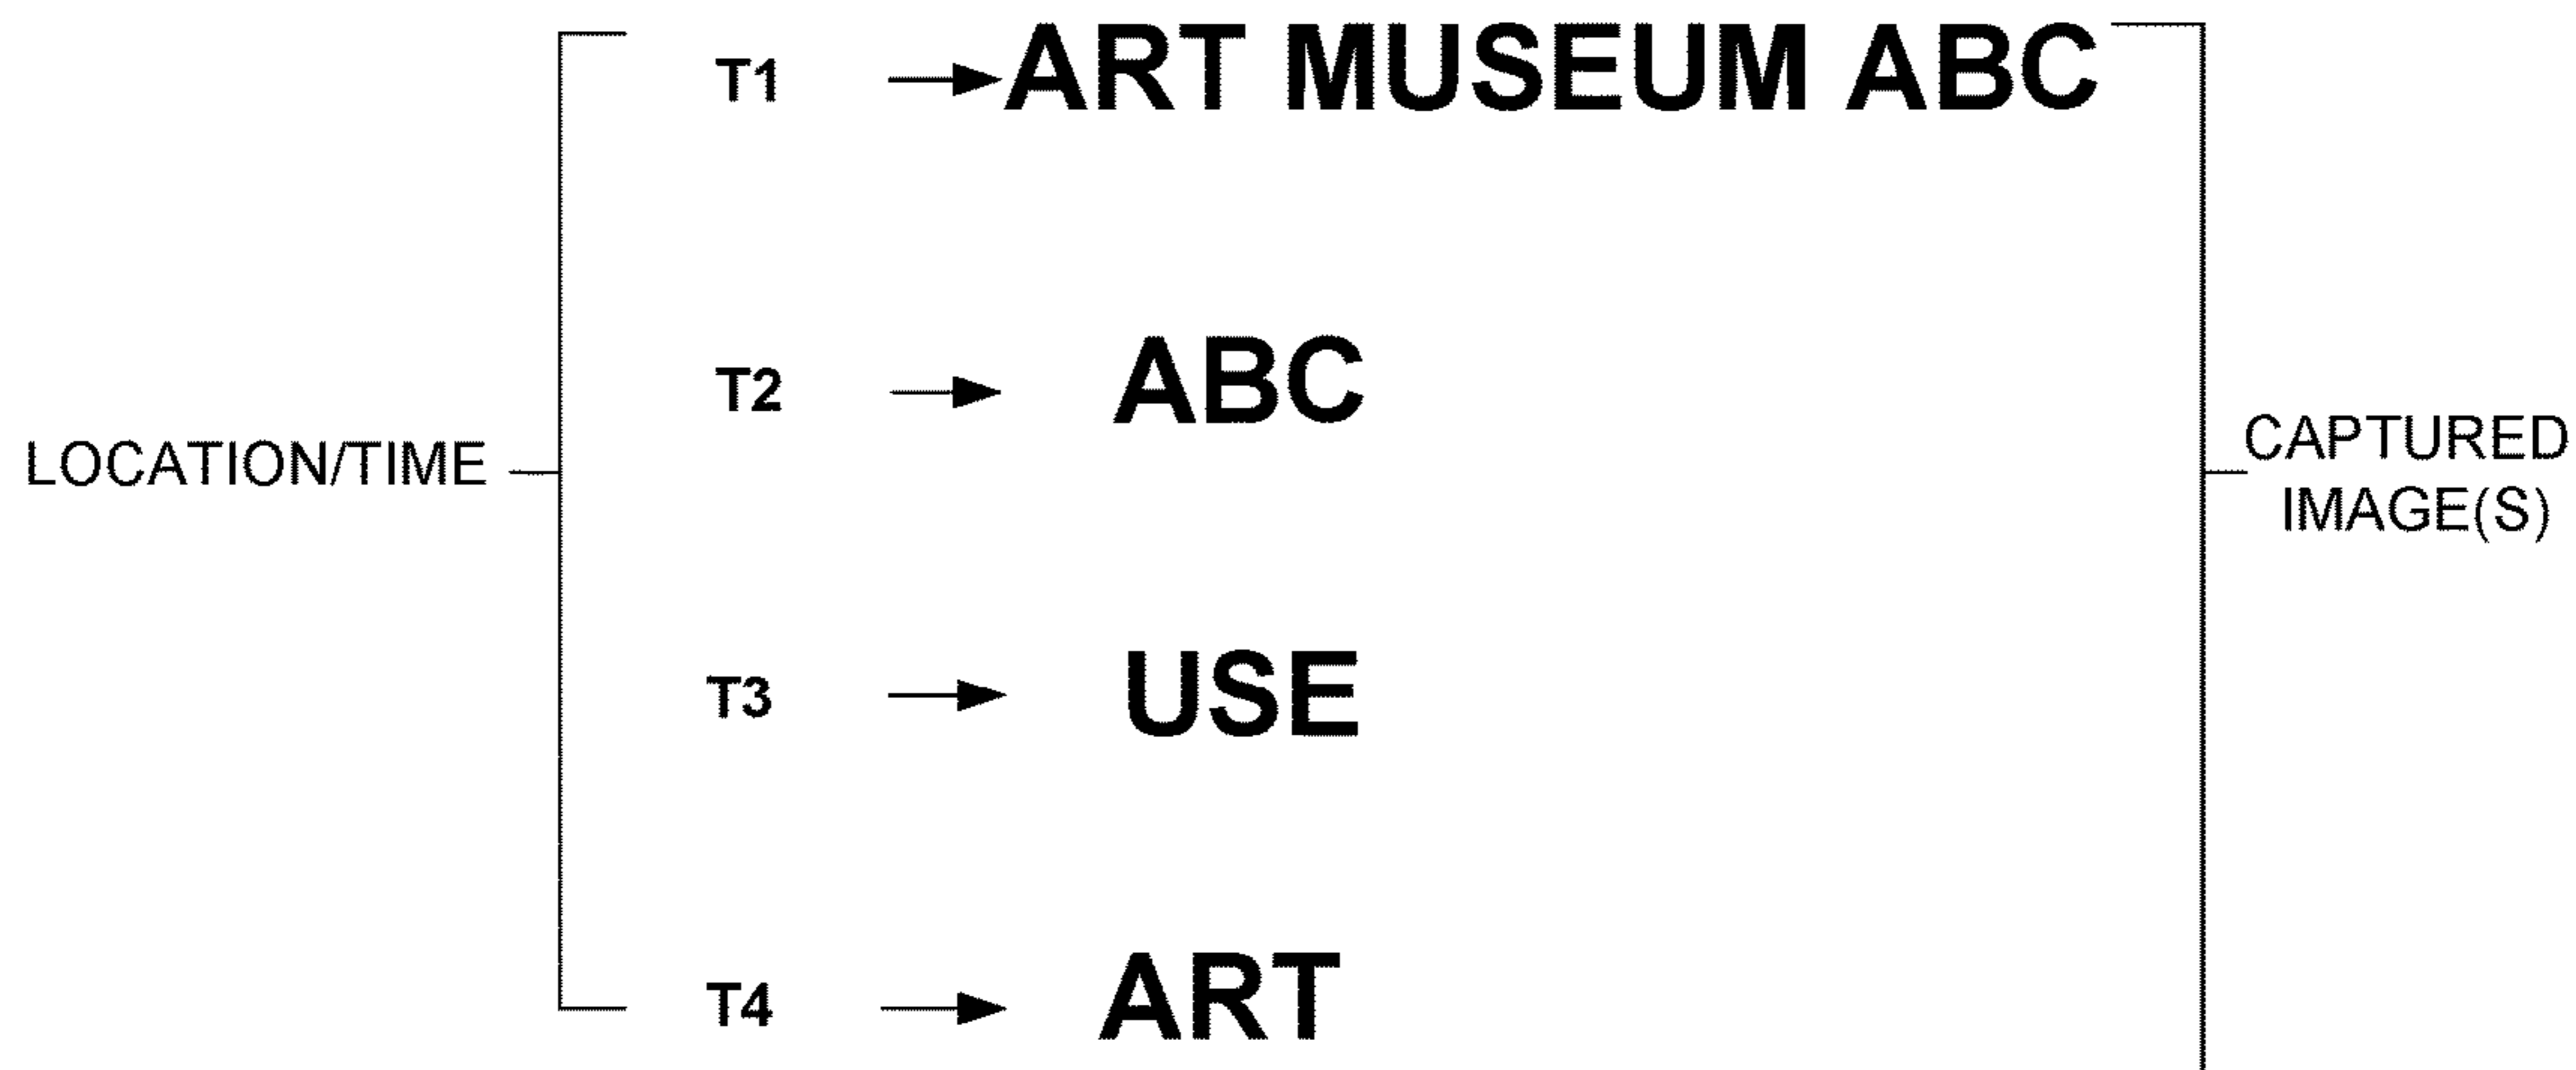 T1 ART MUSEUM ABC
T2 ABC
LOCATION/TIME
CAPTURED
IMAGE(S)
T3 USE
T4 ART